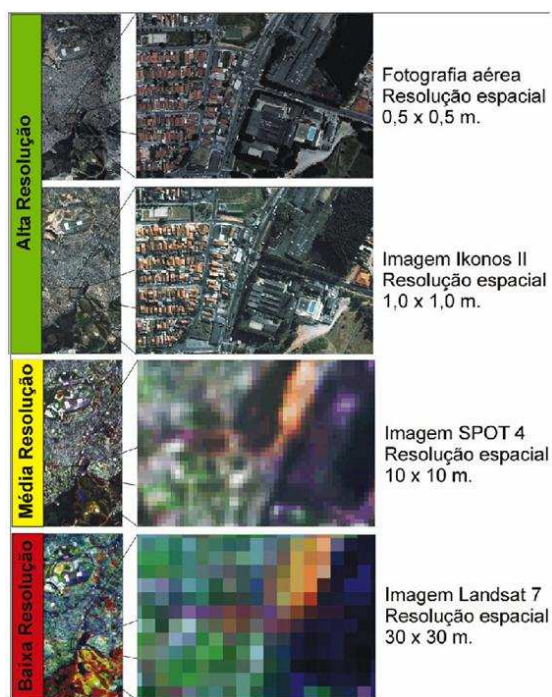 Alta Resolução
Fotografia aérea
Resolução espacial
0,5 x 0,5 m.
Imagem Ikonos II
Resolução espacial
1,0 x 1,0 m.
Média Resolução
Imagem SPOT 4
Resolução espacial
10 x 10 m.
Baixa Resolução
Imagem Landsat 7
Resolução espacial
30 x 30 m.